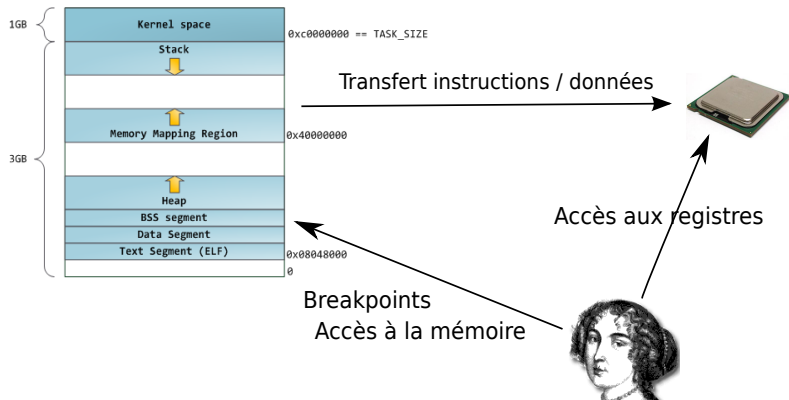 1GB
Kernel space
0xc0000000 == TASK_SIZE
Stack
Transfert instructions / données
Memory Mapping Region
0x40000000
3GB
Heap
BSS segment
Data Segment
Text Segment (ELF)
0x08048000
0
Accès aux registres
Breakpoints
Accès à la mémoire